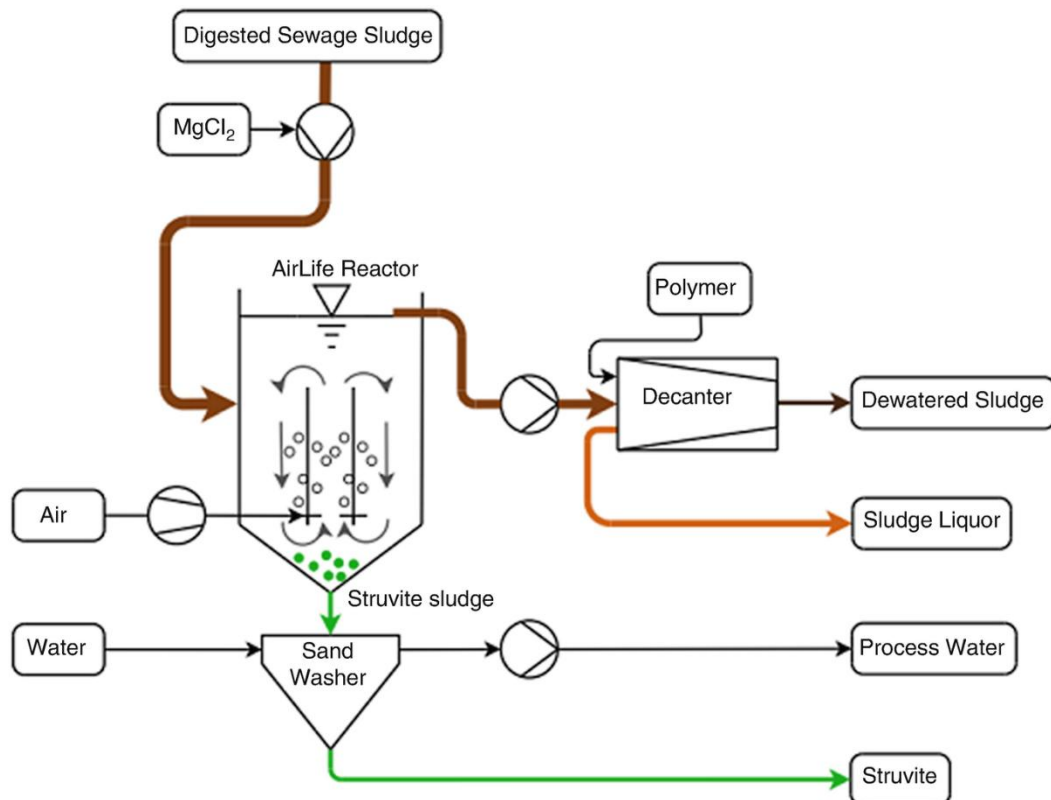 Digested Sewage Sludge
MgCl₂
AirLife Reactor
Polymer
Decanter
Dewatered Sludge
Air
Sludge Liquor
Struvite sludge
Water
Sand
Washer
Process Water
Struvite